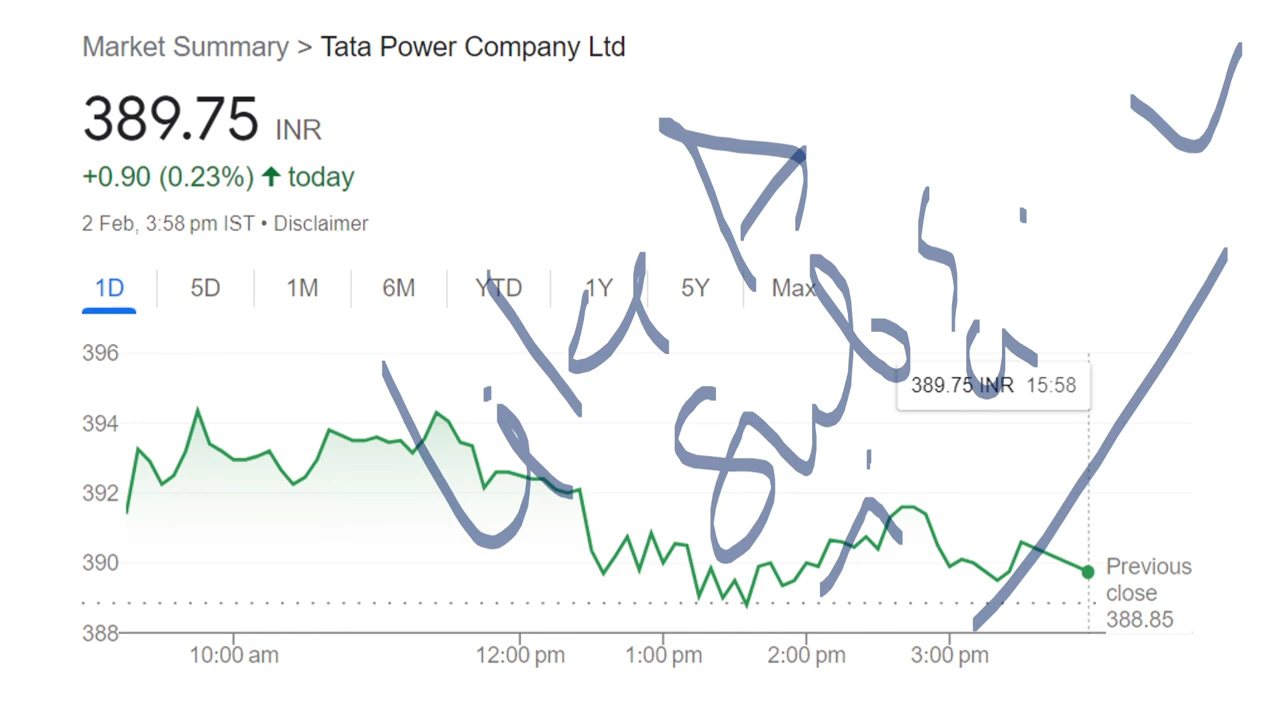 Market Summary > Tata Power Company Ltd
389.75 INR
+0.90 (0.23%) ↑ today
2 Feb, 3:58 pm IST • Disclaimer
1D 5D 1M 6M YTD 1Y 5Y Max
396
394
392
390
388
389.75 INR 15:58
Previous
close
388.85
10:00 am 12:00 pm 1:00 pm 2:00 pm 3:00 pm